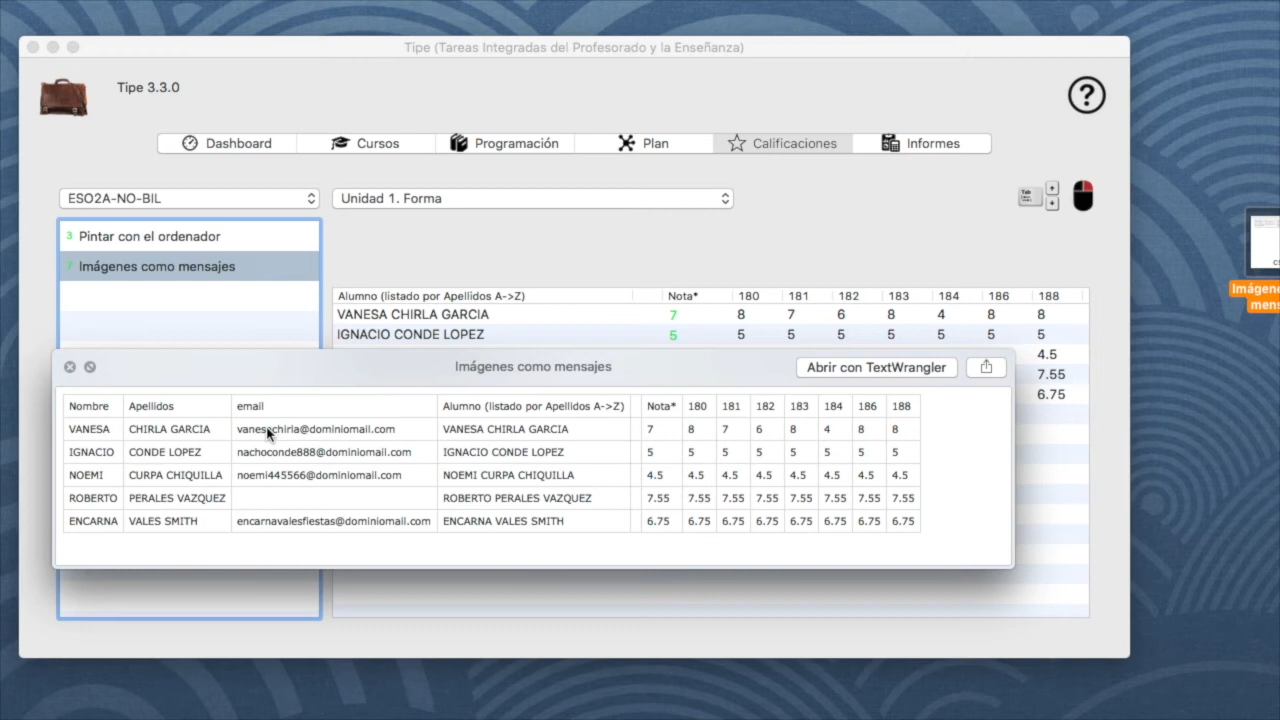 Tipe (Tareas Integradas del Profesorado y la Enseñanza)
Tipe 3.3.0
?
Dashboard Cursos Programación Plan Calificaciones Informes
ESO2A-NO-BIL Unidad 1. Forma
Tab
3 Pintar con el ordenador
7 Imágenes como mensajes
Alumno (listado por Apellidos A->Z) Nota* 180 181 182 183 184 186 188
VANESA CHIRLA GARCIA 7 8 7 6 8 4 8 8
IGNACIO CONDE LOPEZ 5 5 5 5 5 5 5 5
4.5
7.55
6.75
Imágenes como mensajes Abrir con TextWrangler
Nombre Apellidos email Alumno (listado por Apellidos A->Z) Nota* 180 181 182 183 184 186 188
VANESA CHIRLA GARCIA vanesachirla@dominiomail.com VANESA CHIRLA GARCIA 7 8 7 6 8 4 8 8
IGNACIO CONDE LOPEZ nachoconde888@dominiomail.com IGNACIO CONDE LOPEZ 5 5 5 5 5 5 5 5
NOEMI CURPA CHIQUILLA noemi445566@dominiomail.com NOEMI CURPA CHIQUILLA 4.5 4.5 4.5 4.5 4.5 4.5 4.5 4.5
ROBERTO PERALES VAZQUEZ ROBERTO PERALES VAZQUEZ 7.55 7.55 7.55 7.55 7.55 7.55 7.55 7.55
ENCARNA VALES SMITH encarnavalesfiestas@dominiomail.com ENCARNA VALES SMITH 6.75 6.75 6.75 6.75 6.75 6.75 6.75 6.75